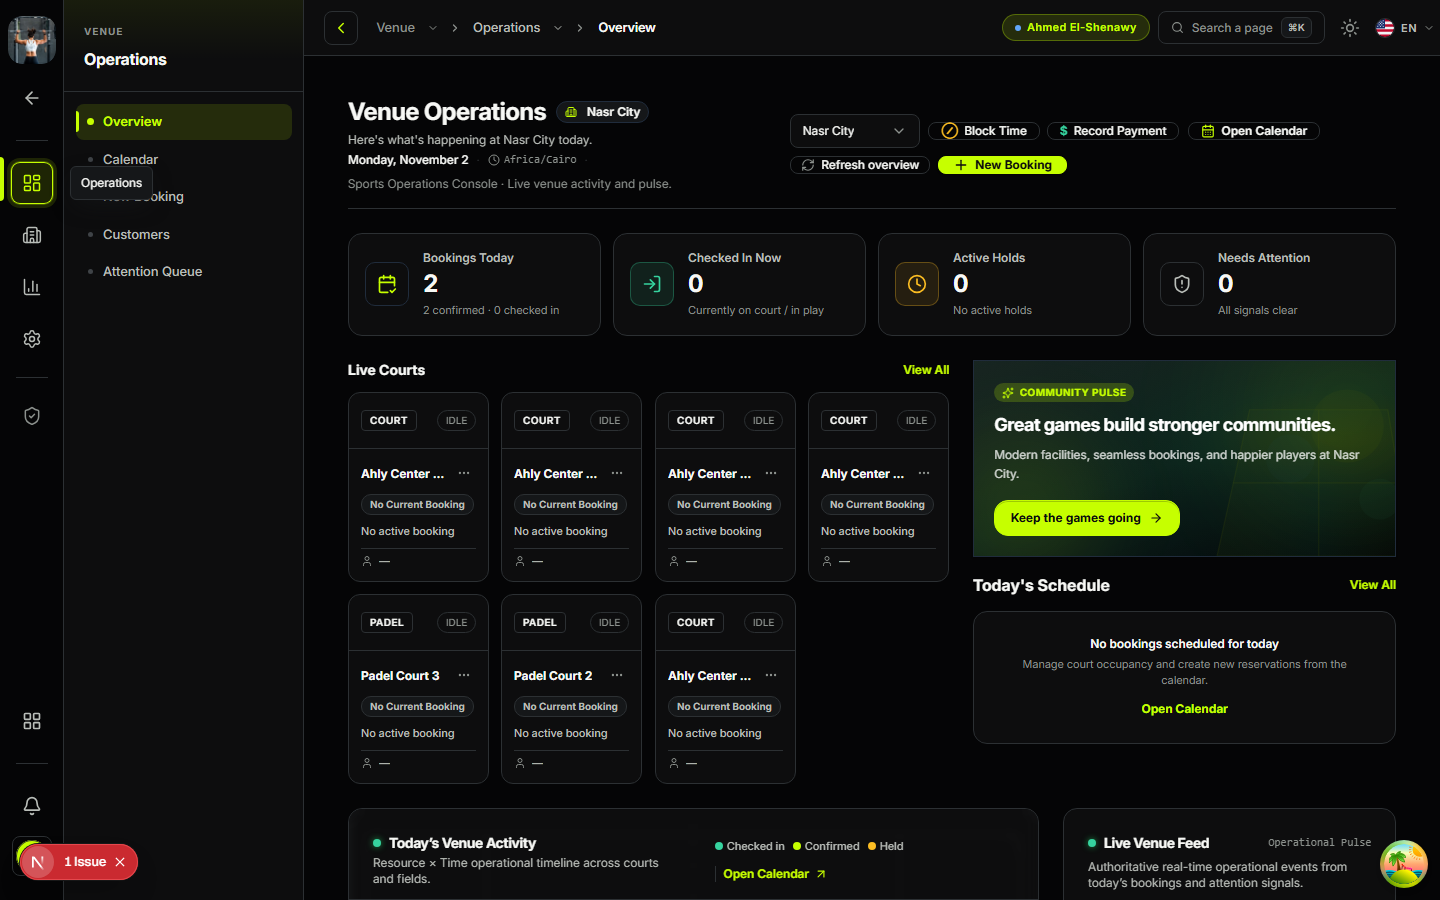 VENUE
Operations
Overview
Calendar
Operations
Booking
Customers
Attention Queue
1 Issue
Venue
Operations
Overview
Ahmed El-Shenawy
Search a page
⌘K
EN
Venue Operations
Nasr City
Here's what's happening at Nasr City today.
Monday, November 2 · Africa/Cairo ·
Sports Operations Console · Live venue activity and pulse.
Nasr City
Block Time
$ Record Payment
Open Calendar
Refresh overview
+ New Booking
Bookings Today
2
2 confirmed · 0 checked in
Checked In Now
0
Currently on court / in play
Active Holds
0
No active holds
Needs Attention
0
All signals clear
Live Courts
View All
COURT IDLE
Ahly Center ... ···
No Current Booking
No active booking
—
COURT IDLE
Ahly Center ... ···
No Current Booking
No active booking
—
COURT IDLE
Ahly Center ... ···
No Current Booking
No active booking
—
COURT IDLE
Ahly Center ... ···
No Current Booking
No active booking
—
PADEL IDLE
Padel Court 3 ···
No Current Booking
No active booking
—
PADEL IDLE
Padel Court 2 ···
No Current Booking
No active booking
—
COURT IDLE
Ahly Center ... ···
No Current Booking
No active booking
—
COMMUNITY PULSE
Great games build stronger communities.
Modern facilities, seamless bookings, and happier players at Nasr
City.
Keep the games going →
Today's Schedule
View All
No bookings scheduled for today
Manage court occupancy and create new reservations from the
calendar.
Open Calendar
Today's Venue Activity
Resource × Time operational timeline across courts
and fields.
Checked in
Confirmed
Held
Open Calendar
Live Venue Feed
Operational Pulse
Authoritative real-time operational events from
today's bookings and attention signals.